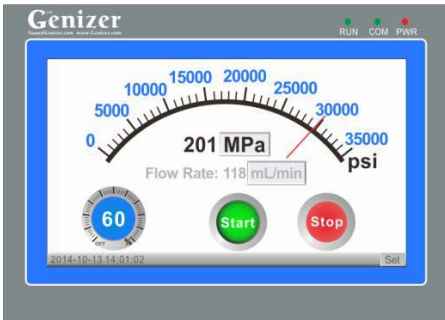 Genizer
RUN COM PWR
0 5000 10000 15000 20000 25000 30000 35000
psi
201 MPa
Flow Rate: 118 mL/min
60
OFF
Start
Stop
2014-10-13 14:01:02
Set